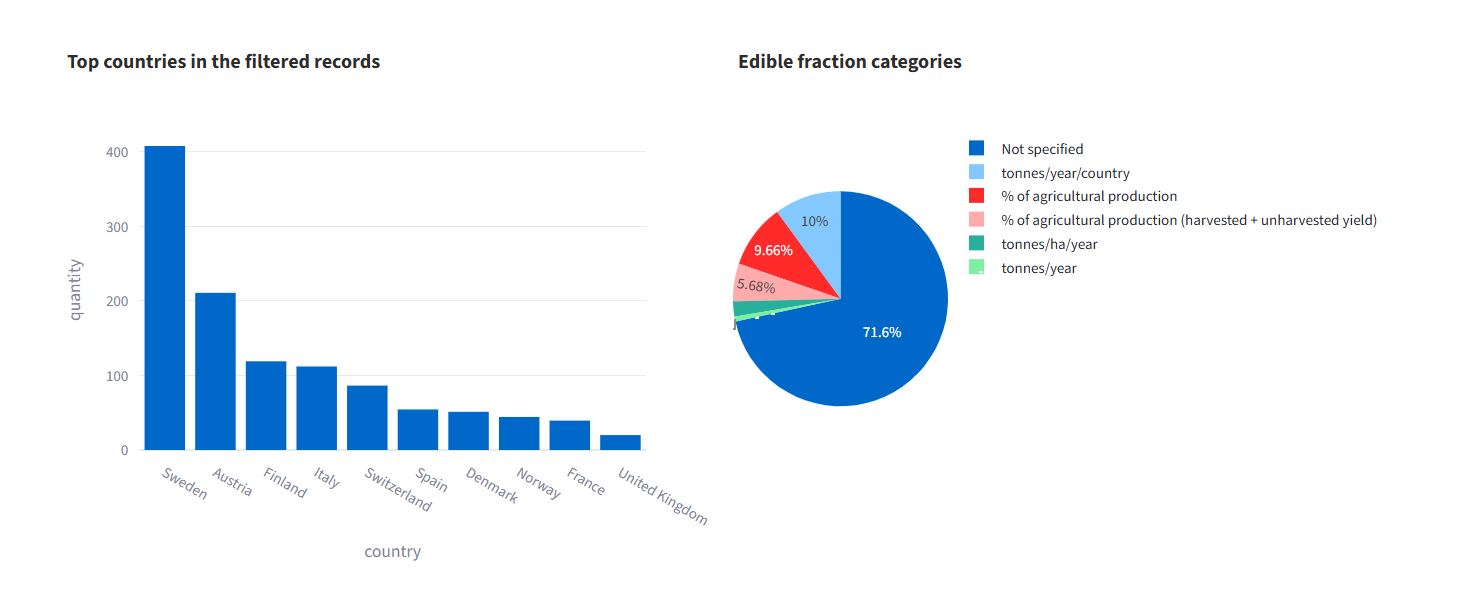 Top countries in the filtered records
400
300
200
100
0
quantity
Sweden
Austria
Finland
Italy
Switzerland
Spain
Denmark
Norway
France
United Kingdom
country
Edible fraction categories
10%
9.66%
5.68%
71.6%
Not specified
tonnes/year/country
% of agricultural production
% of agricultural production (harvested + unharvested yield)
tonnes/ha/year
tonnes/year